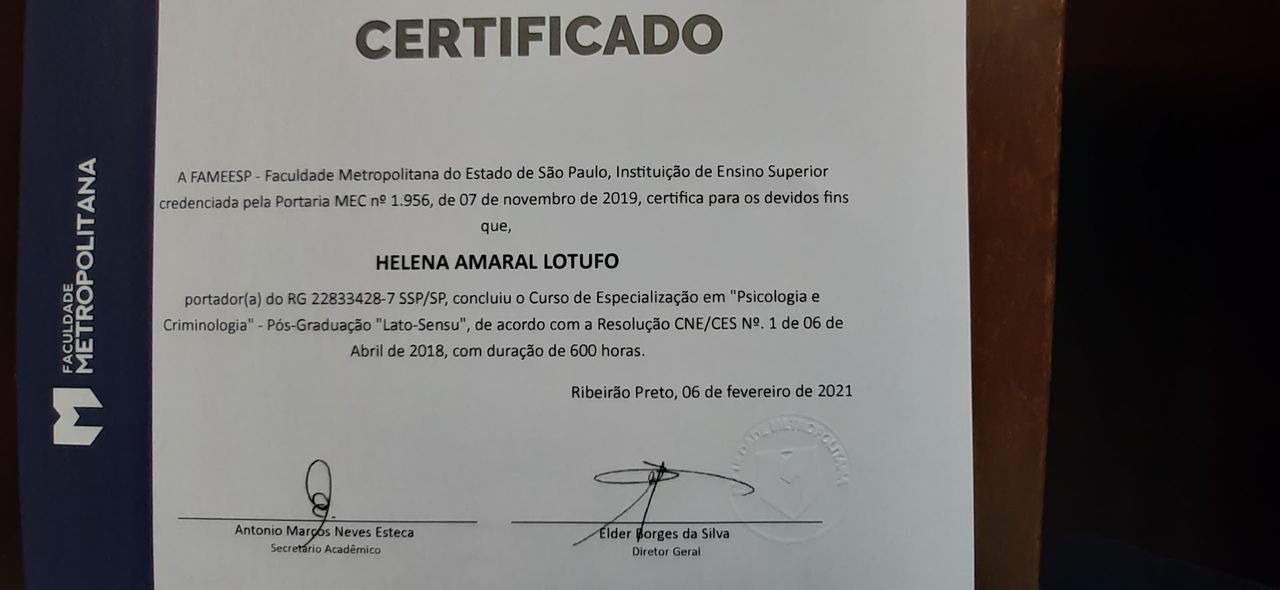 CERTIFICADO
A FAMEESP - Faculdade Metropolitana do Estado de São Paulo, Instituição de Ensino Superior
credenciada pela Portaria MEC nº 1.956, de 07 de novembro de 2019, certifica para os devidos fins
que,
HELENA AMARAL LOTUFO
portador(a) do RG 22833428-7 SSP/SP, concluiu o Curso de Especialização em "Psicologia e
Criminologia" - Pós-Graduação "Lato-Sensu", de acordo com a Resolução CNE/CES Nº. 1 de 06 de
Abril de 2018, com duração de 600 horas.
Ribeirão Preto, 06 de fevereiro de 2021
Antonio Marcos Neves Esteca
Secretário Acadêmico
Elder Borges da Silva
Diretor Geral
FACULDADE
METROPOLITANA